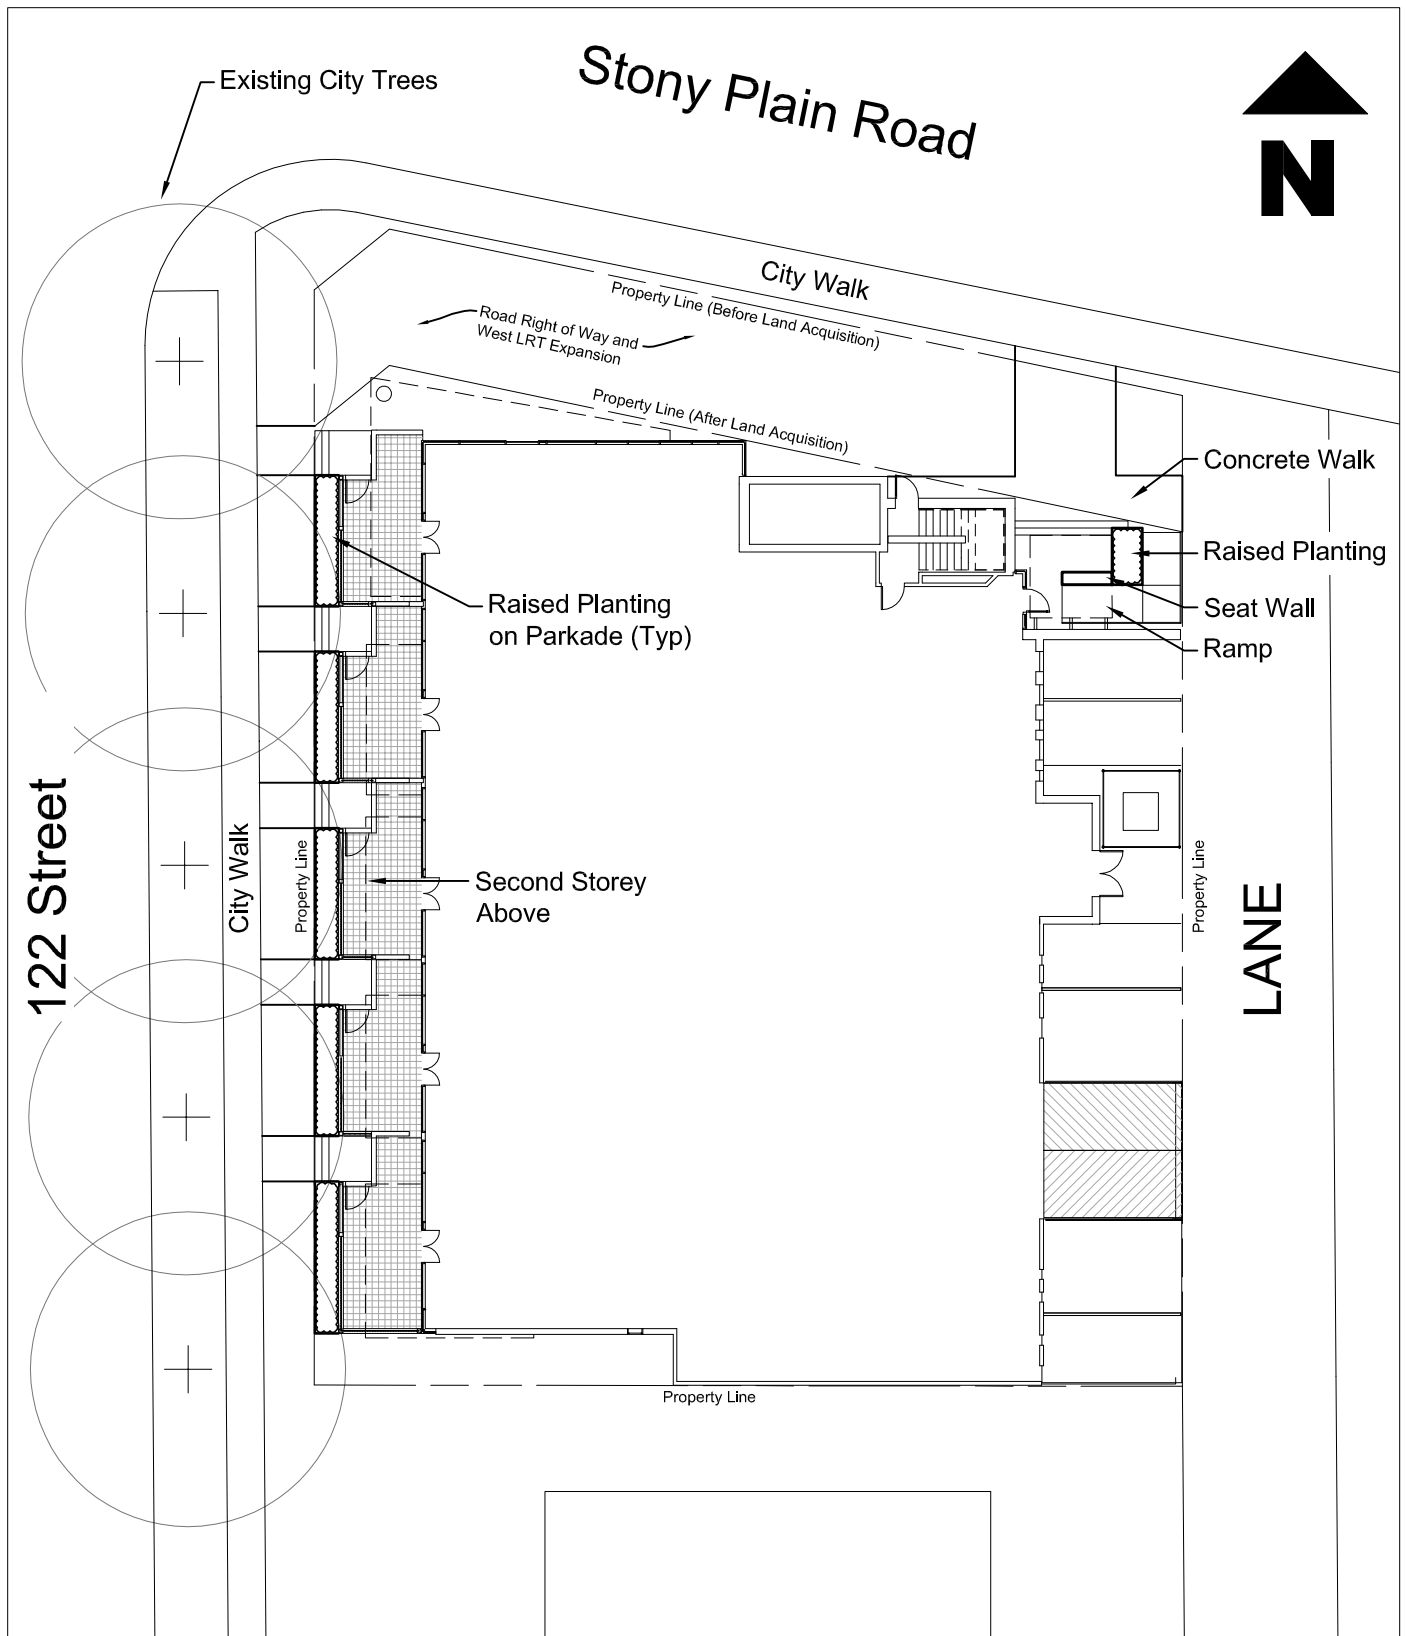 Stony Plain Road
Existing City Trees
N
City Walk
Property Line (Before Land Acquisition)
Road Right of Way and
West LRT Expansion
Property Line (After Land Acquisition)
Concrete Walk
Raised Planting
Seat Wall
Ramp
Raised Planting
on Parkade (Typ)
122 Street
City Walk
Property Line
Second Storey
Above
Property Line
LANE
Property Line